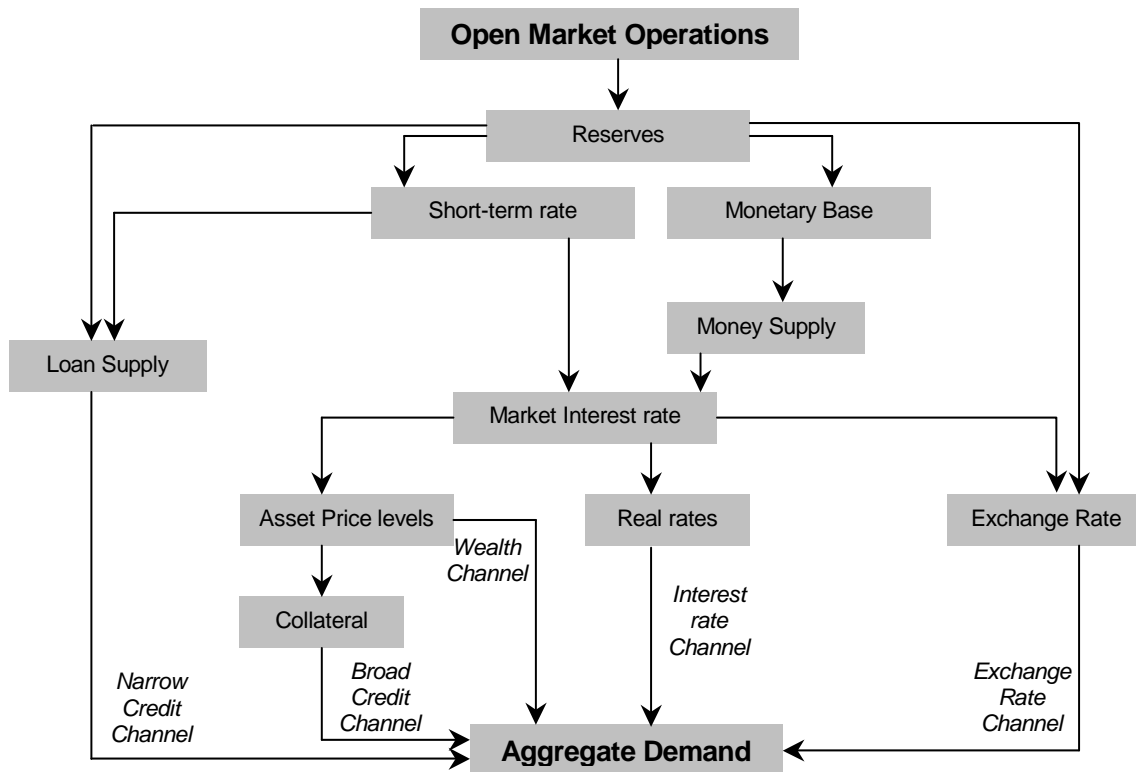 Open Market Operations
Reserves
Short-term rate
Monetary Base
Money Supply
Loan Supply
Market Interest rate
Asset Price levels
Real rates
Exchange Rate
Wealth
Channel
Collateral
Interest
rate
Channel
Narrow
Credit
Channel
Broad
Credit
Channel
Exchange
Rate
Channel
Aggregate Demand